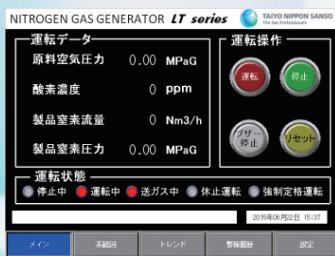 NITROGEN GAS GENERATOR LT series
TAIYO NIPPON SANSO
The Gas Professionals
運転データ
原料空気圧力 0.00 MPaG
酸素濃度 0 ppm
製品窒素流量 0 Nm3/h
製品窒素圧力 0.00 MPaG
運転操作
運転 停止
ブザー
停止
リセット
運転状態
停止中 運転中 送ガス中 休止運転 強制定格運転
2015年06月22日 15:37
メイン 系統図 トレンド 警報履歴 設定